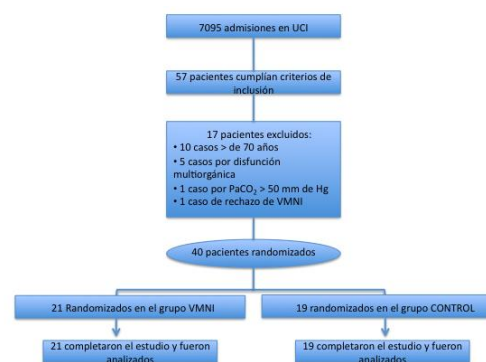 7095 admisiones en UCI
57 pacientes cumplían criterios de
inclusión
17 pacientes excluidos:
• 10 casos > de 70 años
• 5 casos por disfunción
multiorgánica
• 1 caso por PaCO₂ > 50 mm de Hg
• 1 caso de rechazo de VMNI
40 pacientes randomizados
21 Randomizados en el grupo VMNI
19 randomizados en el grupo CONTROL
21 completaron el estudio y fueron
analizados
19 completaron el estudio y fueron
analizados